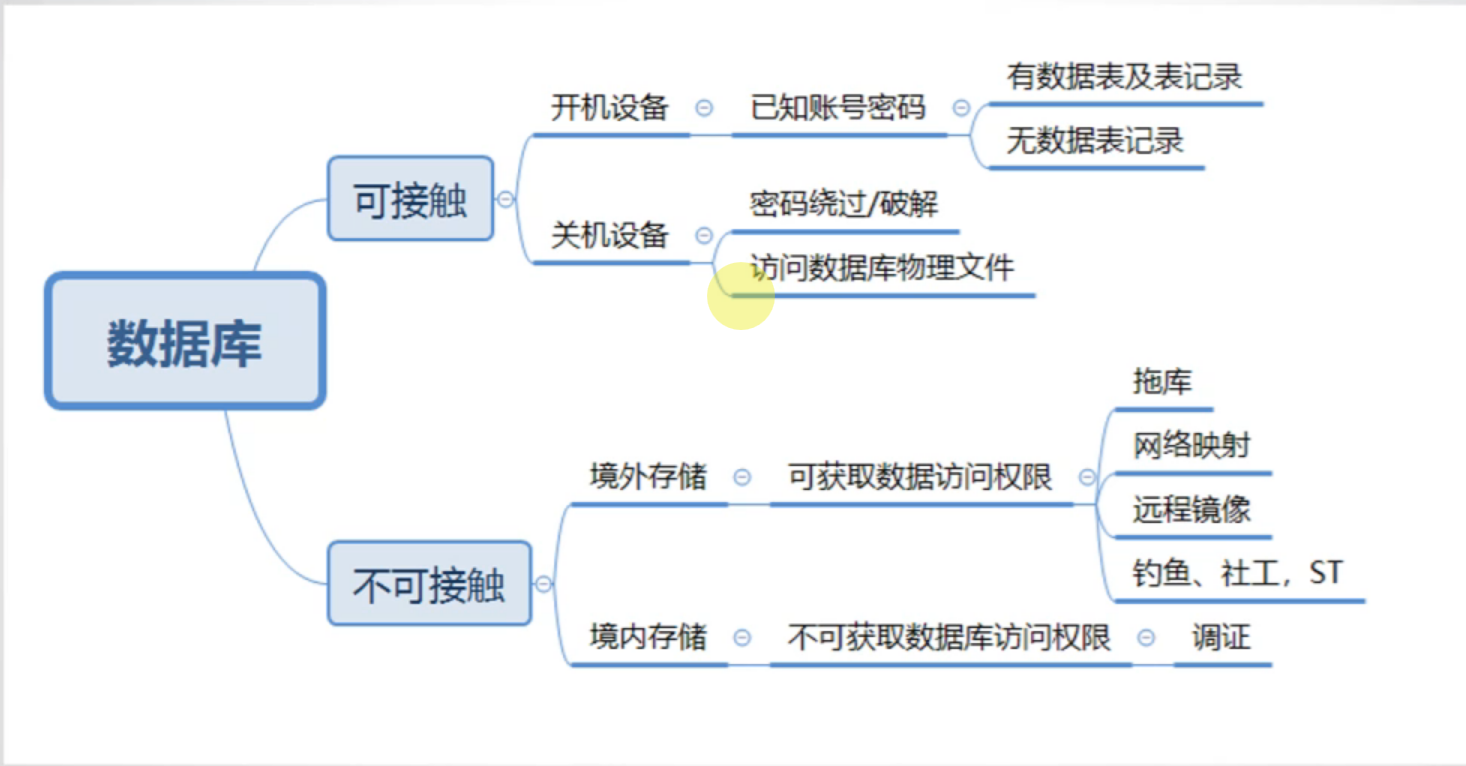 数据库
可接触
开机设备
已知账号密码
有数据表及表记录
无数据表记录
关机设备
密码绕过/破解
访问数据库物理文件
不可接触
境外存储
可获取数据访问权限
拖库
网络映射
远程镜像
钓鱼、社工，ST
境内存储
不可获取数据库访问权限
调证